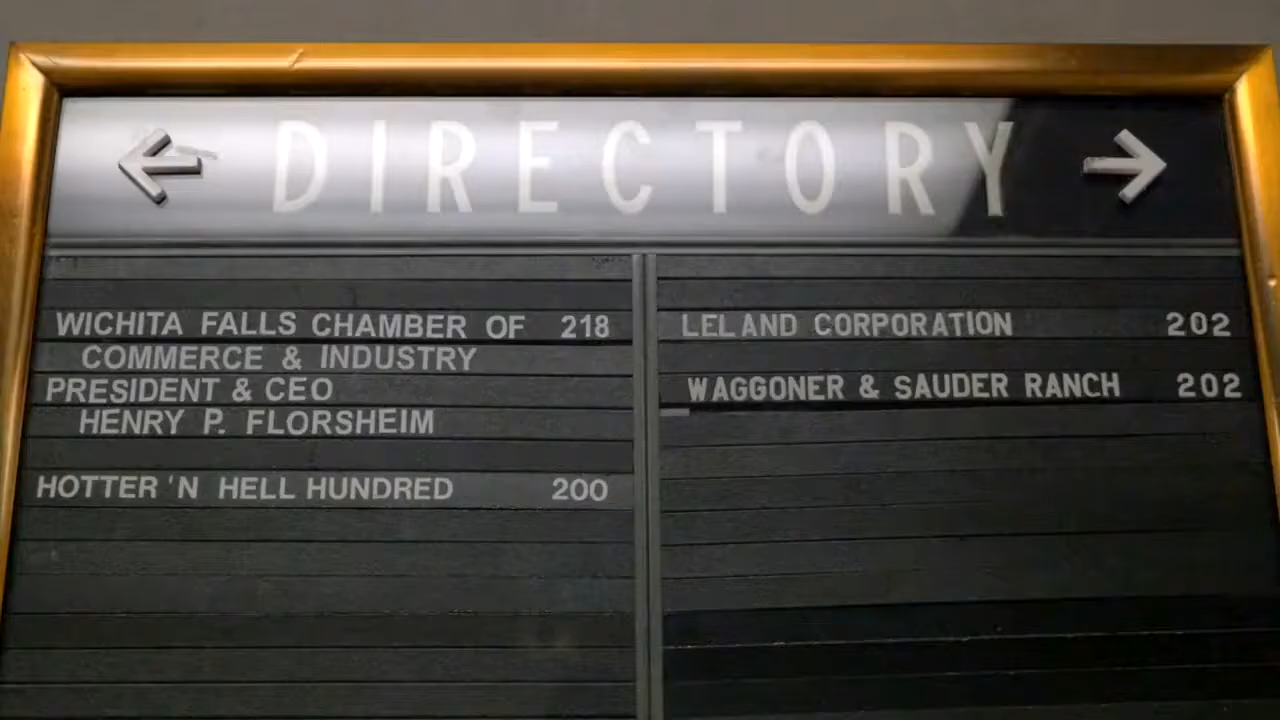 DIRECTORY
WICHITA FALLS CHAMBER OF 218
COMMERCE & INDUSTRY
PRESIDENT & CEO
HENRY P. FLORSHEIM
HOTTER 'N HELL HUNDRED 200
LELAND CORPORATION 202
WAGGONER & SAUDER RANCH 202